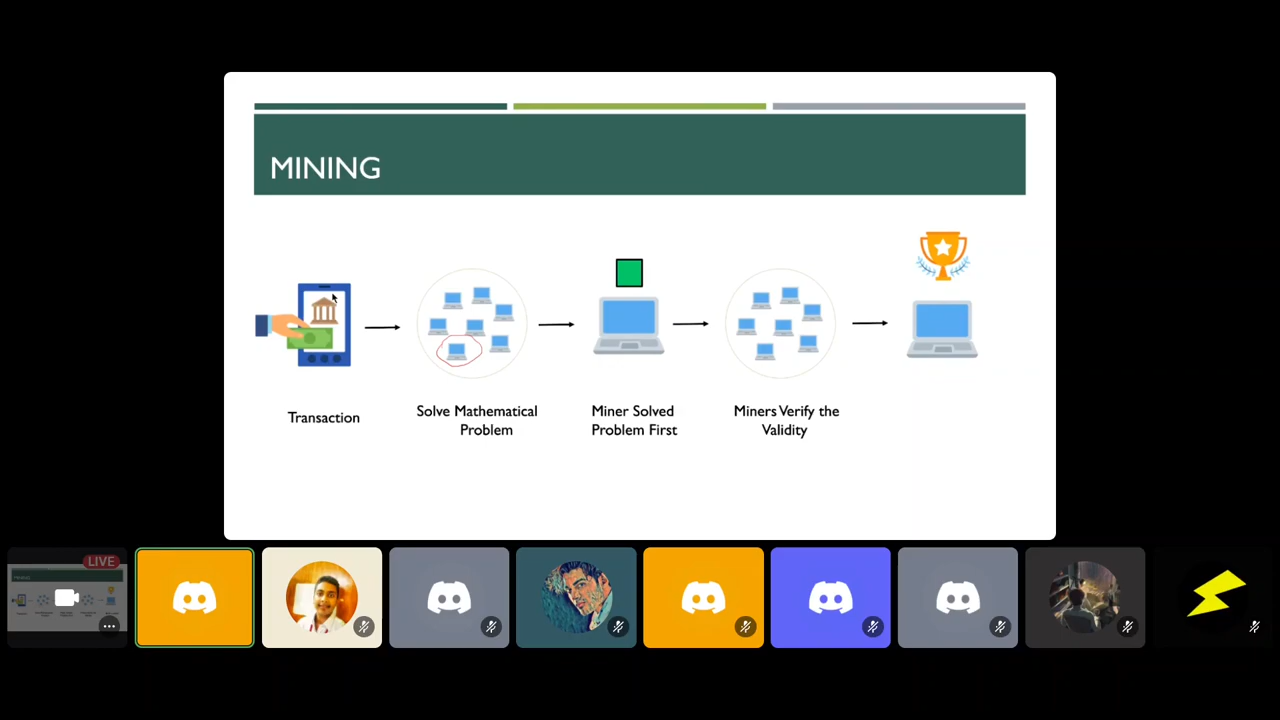 MINING
Transaction
Solve Mathematical
Problem
Miner Solved
Problem First
Miners Verify the
Validity
LIVE